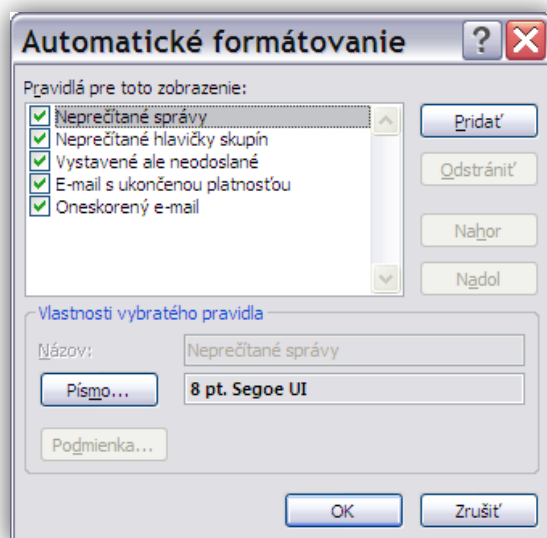 Automatické formátovanie
Pravidlá pre toto zobrazenie:
Neprečítané správy
Neprečítané hlavičky skupín
Vystavené ale neodoslané
E-mail s ukončenou platnosťou
Oneskorený e-mail
Pridať
Odstrániť
Nahor
Nadol
Vlastnosti vybratého pravidla
Názov:
Neprečítané správy
Písmo...
8 pt. Segoe UI
Podmienka...
OK
Zrušiť